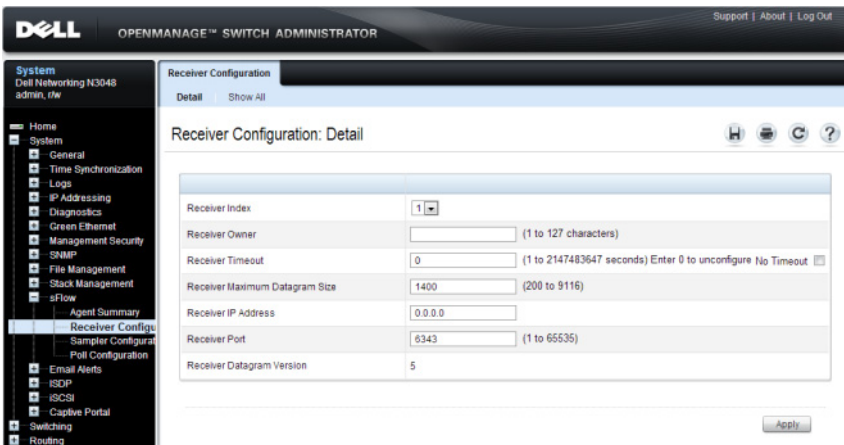 Support | About | Log Out
DELL OPENMANAGE™ SWITCH ADMINISTRATOR
System
Dell Networking N3048
admin, r/w
Home
System
General
Time Synchronization
Logs
IP Addressing
Diagnostics
Green Ethernet
Management Security
SNMP
File Management
Stack Management
sFlow
Agent Summary
Receiver Configu
Sampler Configurat
Poll Configuration
Email Alerts
ISDP
iSCSI
Captive Portal
Switching
Routing
Receiver Configuration
Detail Show All
Receiver Configuration: Detail
Receiver Index 1
Receiver Owner (1 to 127 characters)
Receiver Timeout 0 (1 to 2147483647 seconds) Enter 0 to unconfigure No Timeout
Receiver Maximum Datagram Size 1400 (200 to 9116)
Receiver IP Address 0.0.0.0
Receiver Port 6343 (1 to 65535)
Receiver Datagram Version 5
Apply